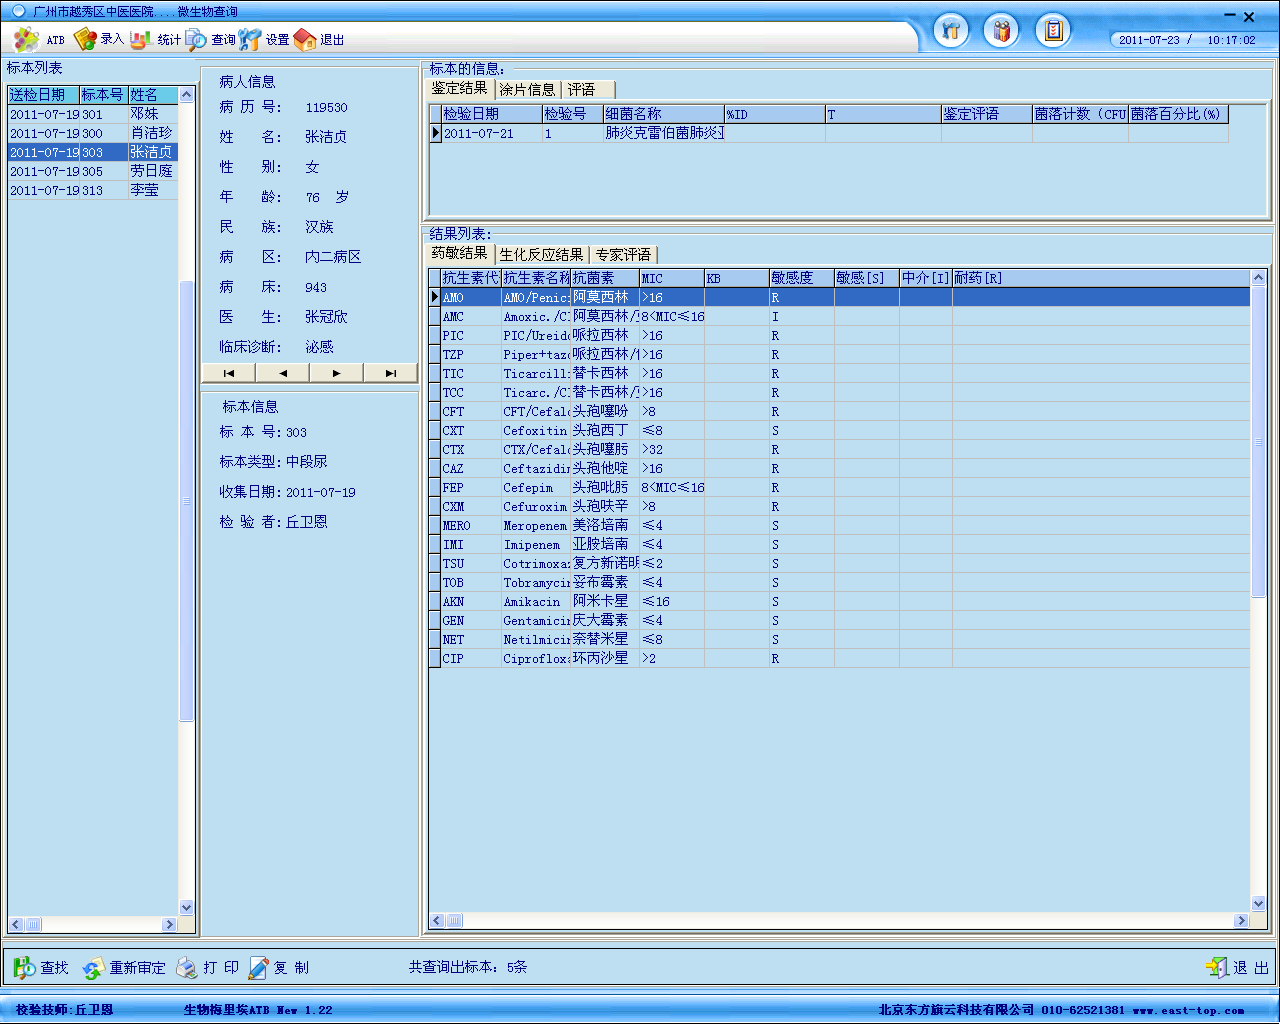 广州市越秀区中医医院....微生物查询
ATB 录入 统计 查询 设置 退出
2011-07-23 / 10:17:02
标本列表
送检日期 标本号 姓名
2011-07-19 301 邓妹
2011-07-19 300 肖洁珍
2011-07-19 303 张洁贞
2011-07-19 305 劳日庭
2011-07-19 313 李莹
病人信息
病 历 号: 119530
姓 名: 张洁贞
性 别: 女
年 龄: 76 岁
民 族: 汉族
病 区: 内二病区
病 床: 943
医 生: 张冠欣
临床诊断: 泌感
标本信息
标 本 号: 303
标本类型: 中段尿
收集日期: 2011-07-19
检 验 者: 丘卫恩
标本的信息:
鉴定结果 涂片信息 评语
检验日期 检验号 细菌名称 %ID T 鉴定评语 菌落计数 (CFU 菌落百分比(%)
2011-07-21 1 肺炎克雷伯菌肺炎
结果列表:
药敏结果 生化反应结果 专家评语
抗生素代 抗生素名称 抗菌素 MIC KB 敏感度 敏感[S] 中介[I] 耐药[R]
AMO AMO/Penic 阿莫西林 >16 R
AMC Amoxic./C 阿莫西林/ 8<MIC≤16 I
PIC PIC/Ureid 哌拉西林 >16 R
TZP Piper+taz 哌拉西林/ >16 R
TIC Ticarcill 替卡西林 >16 R
TCC Ticarc./C 替卡西林/ >16 R
CFT CFT/Cefal 头孢噻吩 >8 R
CXT Cefoxitin 头孢西丁 ≤8 S
CTX CTX/Cefal 头孢噻肟 >32 R
CAZ Ceftazidi 头孢他啶 >16 R
FEP Cefepim 头孢吡肟 8<MIC≤16 R
CXM Cefuroxim 头孢呋辛 >8 R
MERO Meropenem 美洛培南 ≤4 S
IMI Imipenem 亚胺培南 ≤4 S
TSU Cotrimoxa 复方新诺明 ≤2 S
TOB Tobramyci 妥布霉素 ≤4 S
AKN Amikacin 阿米卡星 ≤16 S
GEN Gentamici 庆大霉素 ≤4 S
NET Netilmici 奈替米星 ≤8 S
CIP Ciproflox 环丙沙星 >2 R
查找 重新审定 打 印 复 制 共查询出标本: 5条 退 出
校验技师:丘卫恩 生物梅里埃ATB New 1.22 北京东方旗云科技有限公司 010-62521381 www.east-top.com